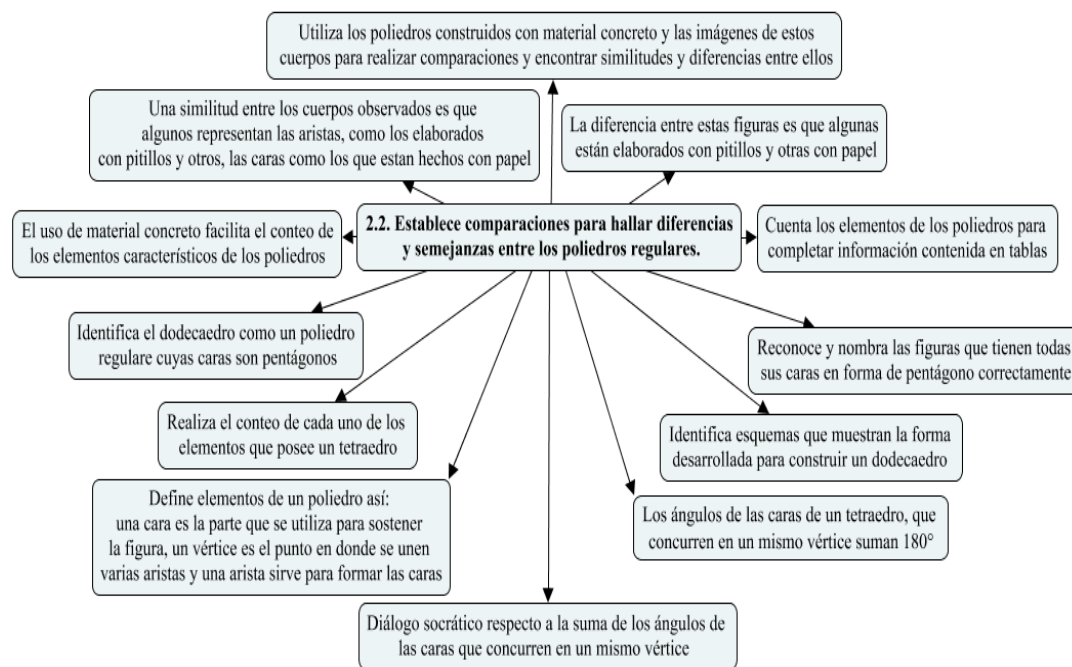 Utiliza los poliedros construidos con material concreto y las imágenes de estos
cuerpos para realizar comparaciones y encontrar similitudes y diferencias entre ellos
Una similitud entre los cuerpos observados es que
algunos representan las aristas, como los elaborados
con pitillos y otros, las caras como los que estan hechos con papel
La diferencia entre estas figuras es que algunas
están elaborados con pitillos y otras con papel
El uso de material concreto facilita el conteo de
los elementos característicos de los poliedros
2.2. Establece comparaciones para hallar diferencias
y semejanzas entre los poliedros regulares.
Cuenta los elementos de los poliedros para
completar información contenida en tablas
Identifica el dodecaedro como un poliedro
regulare cuyas caras son pentágonos
Reconoce y nombra las figuras que tienen todas
sus caras en forma de pentágono correctamente
Realiza el conteo de cada uno de los
elementos que posee un tetraedro
Identifica esquemas que muestran la forma
desarrollada para construir un dodecaedro
Define elementos de un poliedro así:
una cara es la parte que se utiliza para sostener
la figura, un vértice es el punto en donde se unen
varias aristas y una arista sirve para formar las caras
Los ángulos de las caras de un tetraedro, que
concurren en un mismo vértice suman 180°
Diálogo socrático respecto a la suma de los ángulos de
las caras que concurren en un mismo vértice